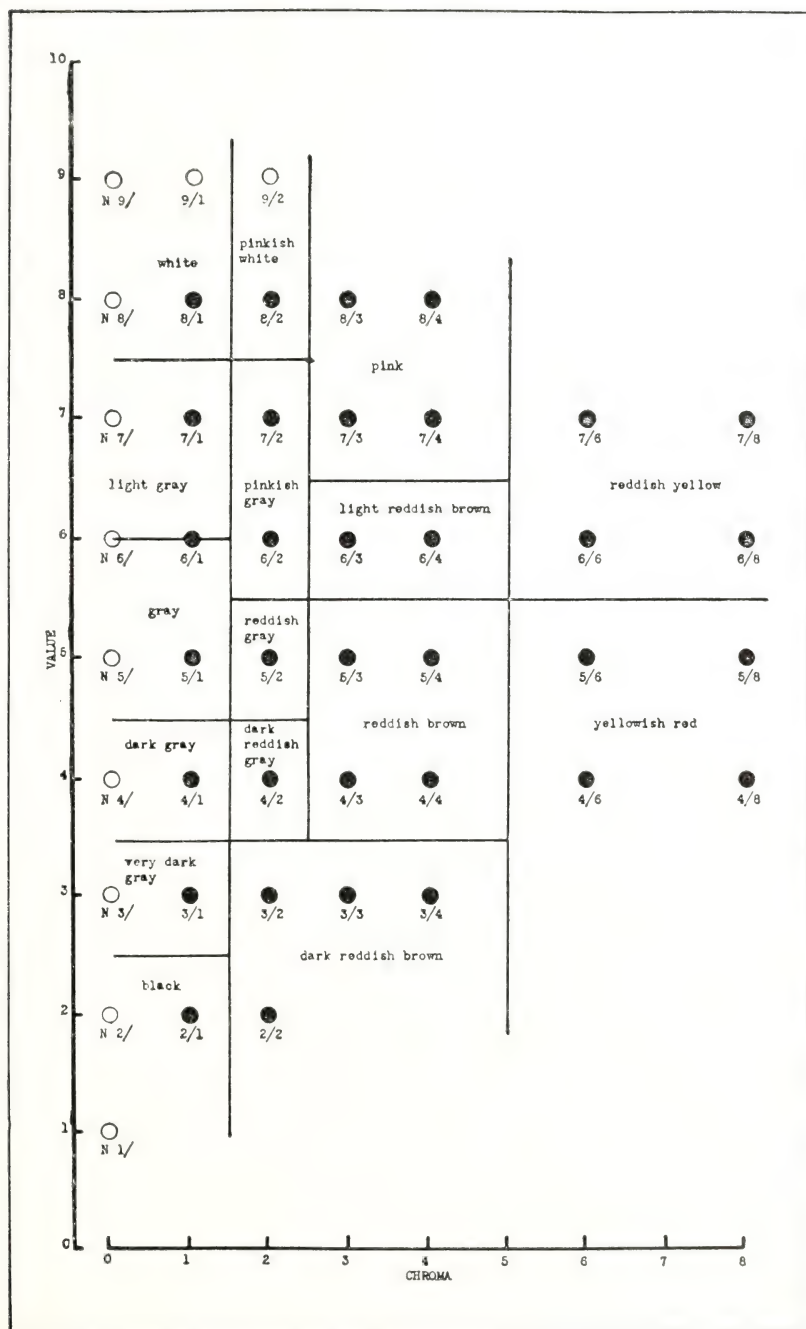 10
9
N 9/ 9/1 9/2
pinkish
white
white
8
N 8/ 8/1 8/2 8/3 8/4
pink
7
N 7/ 7/1 7/2 7/3 7/4 7/6 7/8
light gray
pinkish
gray
light reddish brown
reddish yellow
6
N 6/ 6/1 6/2 6/3 6/4 6/6 6/8
gray
reddish
gray
VALUE
5
N 5/ 5/1 5/2 5/3 5/4 5/6 5/8
dark gray
dark
reddish
gray
reddish brown
yellowish red
4
N 4/ 4/1 4/2 4/3 4/4 4/6 4/8
very dark
gray
3
N 3/ 3/1 3/2 3/3 3/4
dark reddish brown
black
2
N 2/ 2/1 2/2
1
N 1/
0
0 1 2 3 4 5 6 7 8
CHROMA